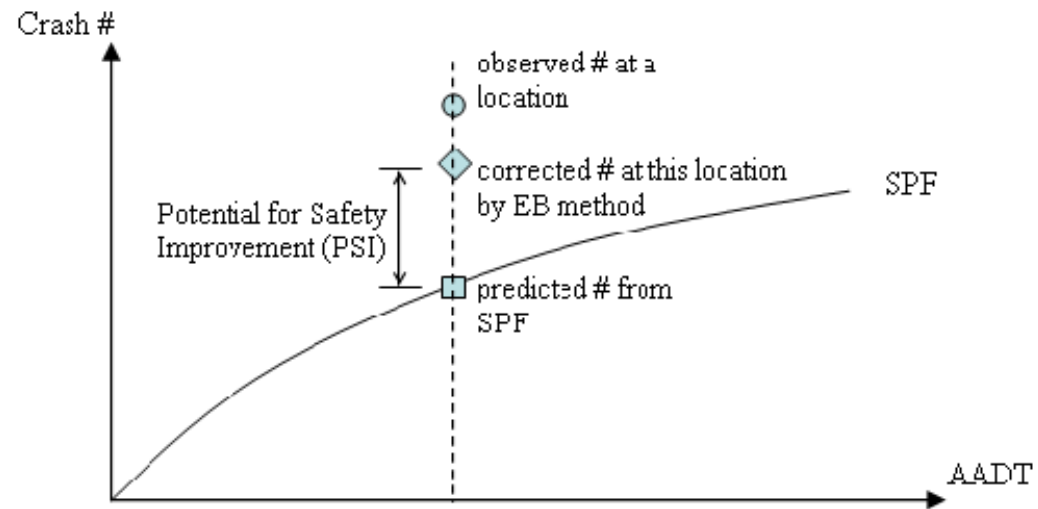 Crash #
observed # at a
location
corrected # at this location
by EB method
SPF
Potential for Safety
Improvement (PSI)
predicted # from
SPF
AADT